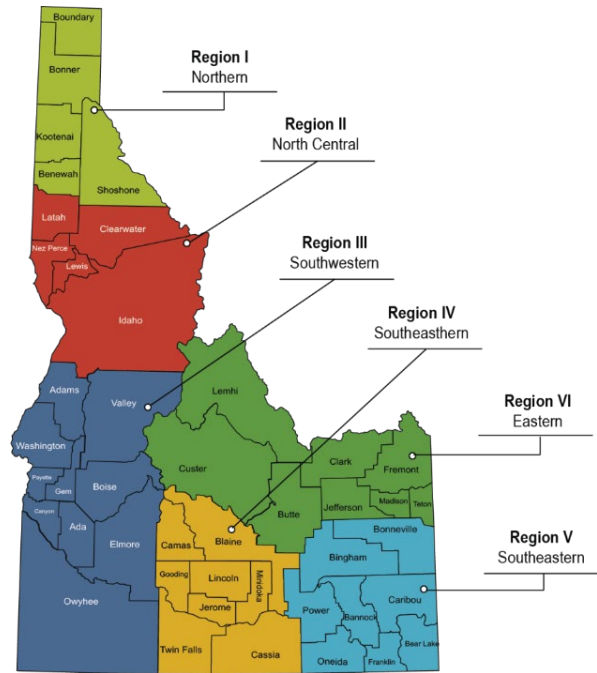 Boundary
Bonner
Kootenai
Benewah
Shoshone
Region I
Northern
Region II
North Central
Latah
Clearwater
Nez Perce
Lewis
Idaho
Region III
Southwestern
Region IV
Southeasthern
Adams
Valley
Washington
Payette
Gem
Boise
Canyon
Ada
Elmore
Owyhee
Lemhi
Custer
Clark
Fremont
Butte
Jefferson
Madison
Teton
Region VI
Eastern
Camas
Blaine
Gooding
Lincoln
Minidoka
Jerome
Twin Falls
Cassia
Bonneville
Bingham
Power
Caribou
Bannock
Oneida
Franklin
Bear Lake
Region V
Southeastern